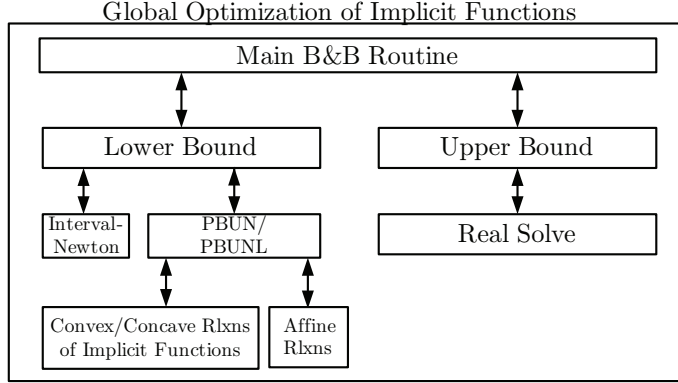 Global Optimization of Implicit Functions
Main B&B Routine
Lower Bound
Upper Bound
Interval-
Newton
PBUN/
PBUNL
Real Solve
Convex/Concave Rlxns
of Implicit Functions
Affine
Rlxns